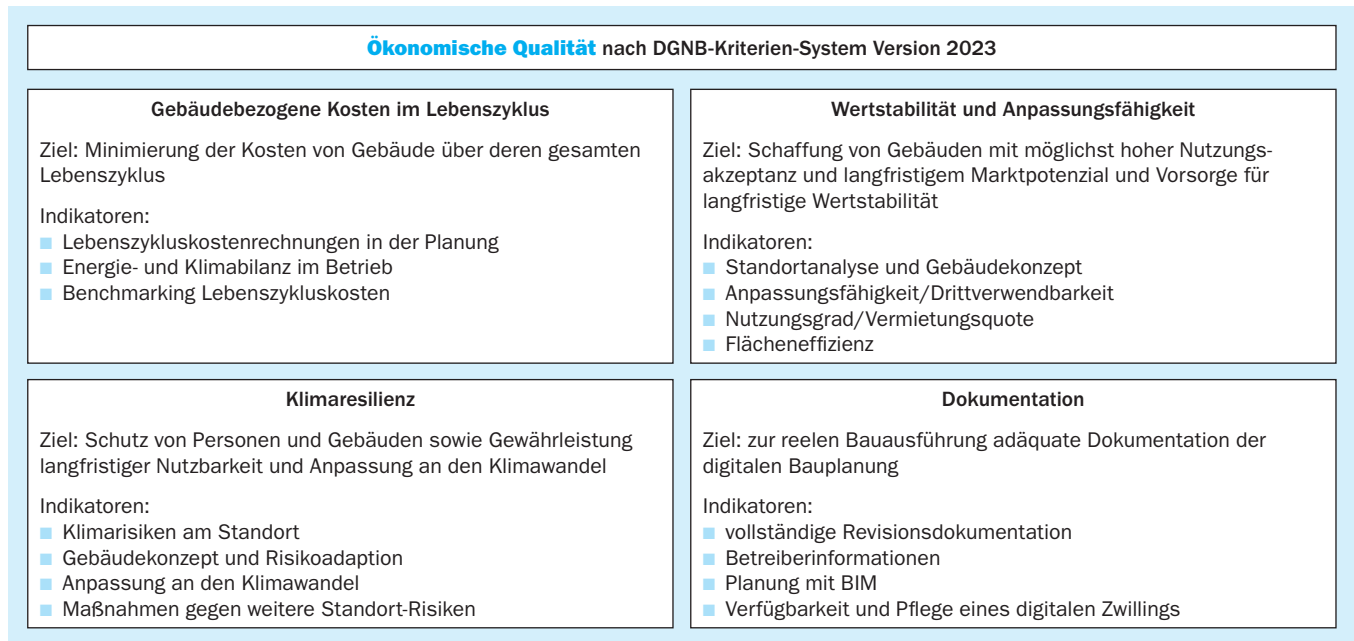 Ökonomische Qualität nach DGNB-Kriterien-System Version 2023
Gebäudebezogene Kosten im Lebenszyklus
Ziel: Minimierung der Kosten von Gebäude über deren gesamten
Lebenszyklus
Indikatoren:
Lebenszykluskostenrechnungen in der Planung
Energie- und Klimabilanz im Betrieb
Benchmarking Lebenszykluskosten
Wertstabilität und Anpassungsfähigkeit
Ziel: Schaffung von Gebäuden mit möglichst hoher Nutzungs-
akzeptanz und langfristigem Marktpotenzial und Vorsorge für
langfristige Wertstabilität
Indikatoren:
Standortanalyse und Gebäudekonzept
Anpassungsfähigkeit/Drittverwendbarkeit
Nutzungsgrad/Vermietungsquote
Flächeneffizienz
Klimaresilienz
Ziel: Schutz von Personen und Gebäuden sowie Gewährleistung
langfristiger Nutzbarkeit und Anpassung an den Klimawandel
Indikatoren:
Klimarisiken am Standort
Gebäudekonzept und Risikoadaption
Anpassung an den Klimawandel
Maßnahmen gegen weitere Standort-Risiken
Dokumentation
Ziel: zur reelen Bauausführung adäquate Dokumentation der
digitalen Bauplanung
Indikatoren:
vollständige Revisionsdokumentation
Betreiberinformationen
Planung mit BIM
Verfügbarkeit und Pflege eines digitalen Zwillings